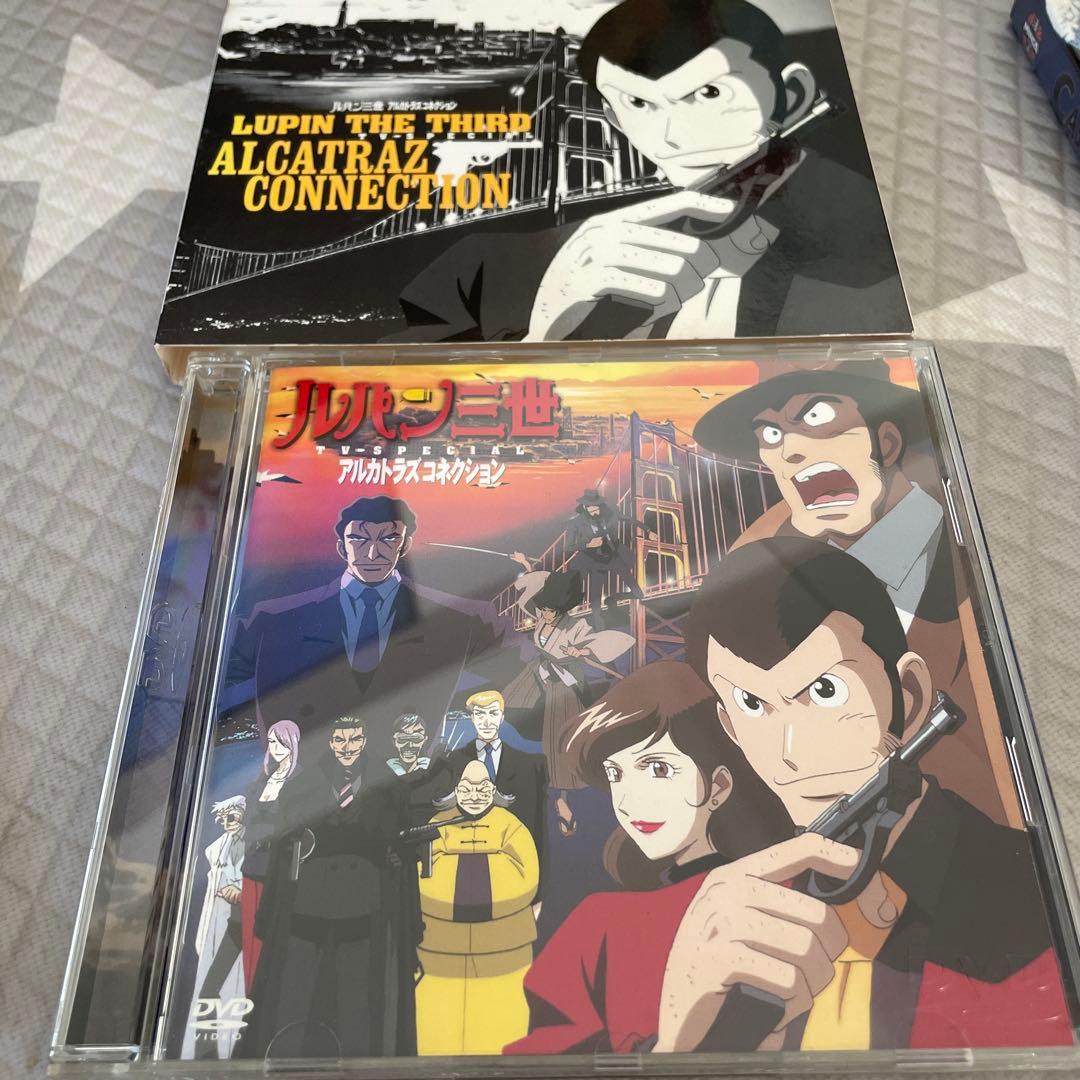 ルパン三世 アルカトラズコネクション
LUPIN THE THIRD
TV-SPECIAL
ALCATRAZ
CONNECTION
ルパン三世
TV-SPECIAL
アルカトラズコネクション
DVD
VIDEO
DVD